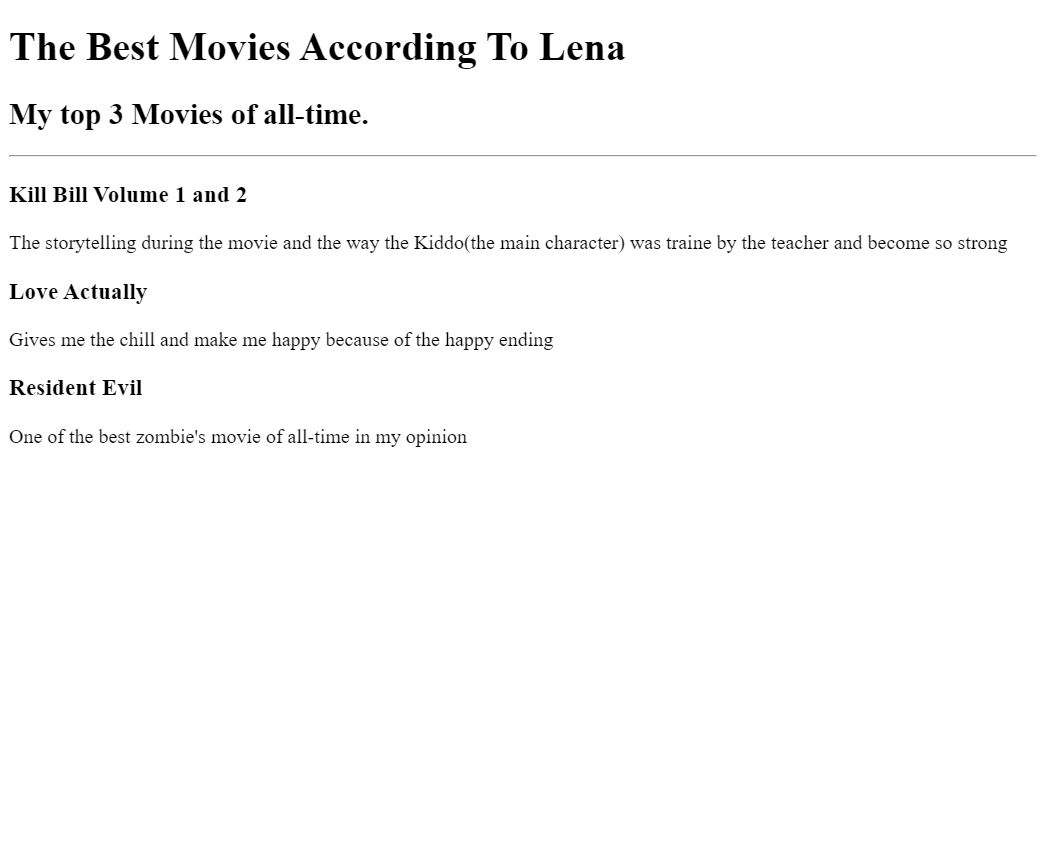 The Best Movies According To Lena
My top 3 Movies of all-time.
Kill Bill Volume 1 and 2
The storytelling during the movie and the way the Kiddo(the main character) was traine by the teacher and become so strong
Love Actually
Gives me the chill and make me happy because of the happy ending
Resident Evil
One of the best zombie's movie of all-time in my opinion